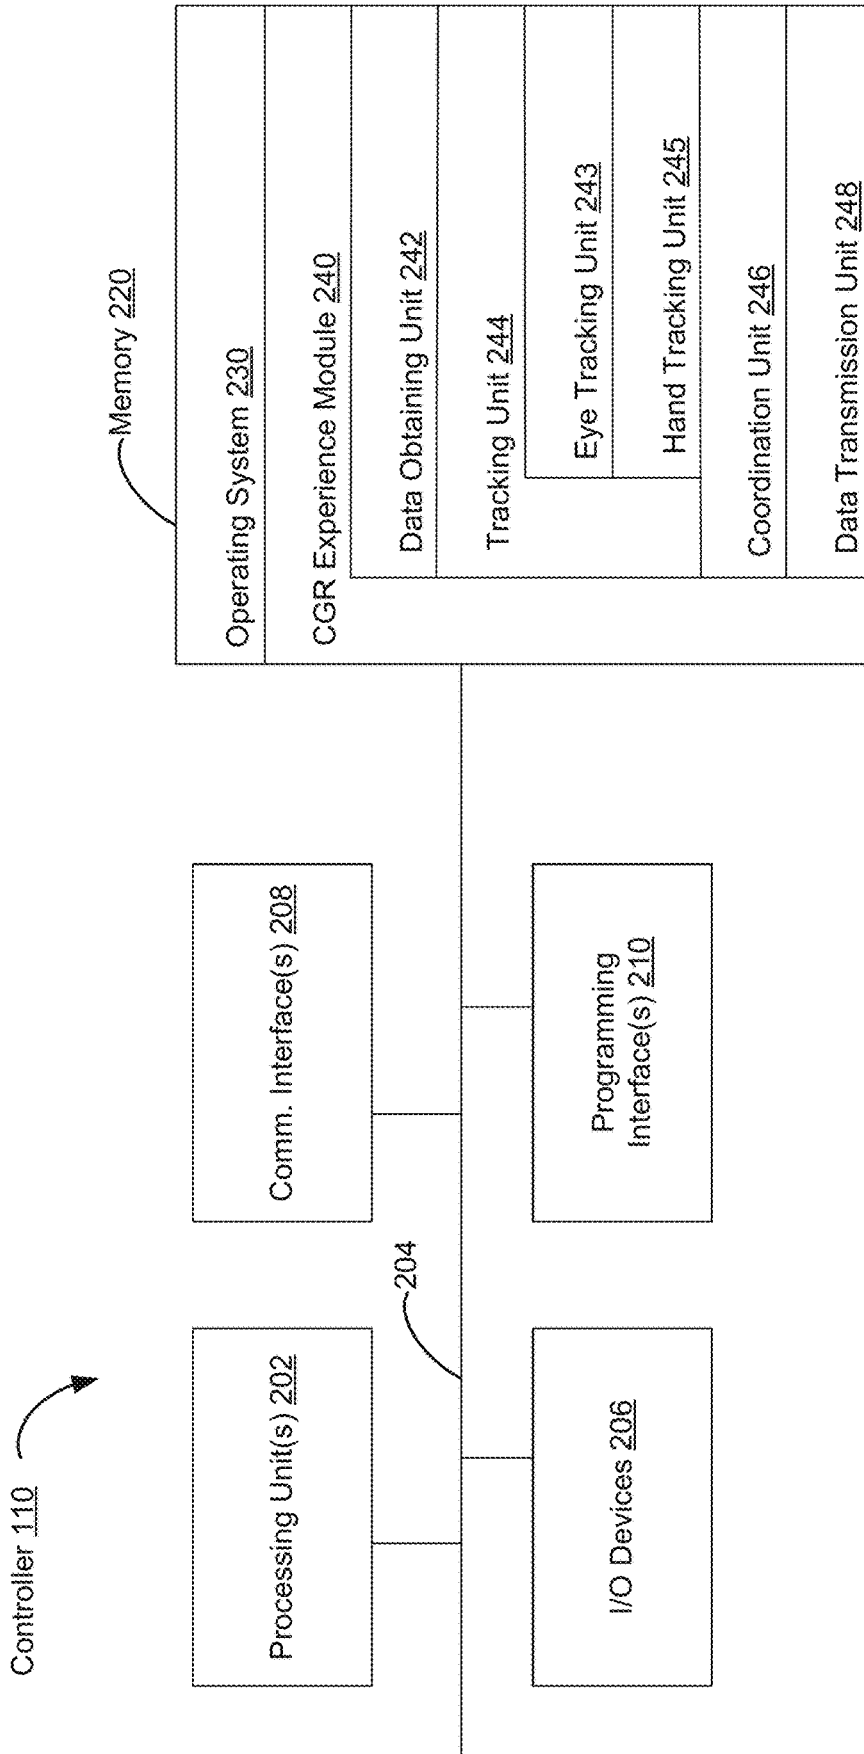 Controller 110
Processing Unit(s) 202
Comm. Interface(s) 208
204
I/O Devices 206
Programming
Interface(s) 210
Memory 220
Operating System 230
CGR Experience Module 240
Data Obtaining Unit 242
Tracking Unit 244
Eye Tracking Unit 243
Hand Tracking Unit 245
Coordination Unit 246
Data Transmission Unit 248